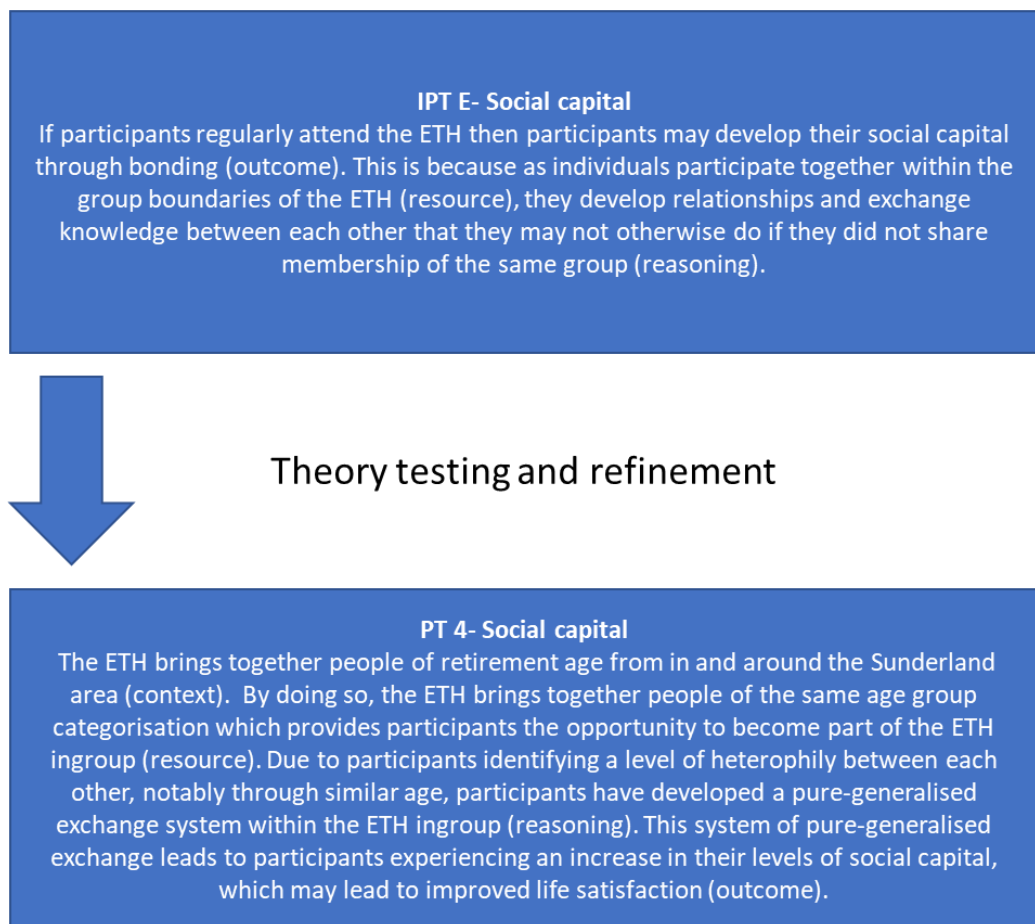 IPT E- Social capital
If participants regularly attend the ETH then participants may develop their social capital
through bonding (outcome). This is because as individuals participate together within the
group boundaries of the ETH (resource), they develop relationships and exchange
knowledge between each other that they may not otherwise do if they did not share
membership of the same group (reasoning).
Theory testing and refinement
PT 4- Social capital
The ETH brings together people of retirement age from in and around the Sunderland
area (context).  By doing so, the ETH brings together people of the same age group
categorisation which provides participants the opportunity to become part of the ETH
ingroup (resource). Due to participants identifying a level of heterophily between each
other, notably through similar age, participants have developed a pure-generalised
exchange system within the ETH ingroup (reasoning). This system of pure-generalised
exchange leads to participants experiencing an increase in their levels of social capital,
which may lead to improved life satisfaction (outcome).